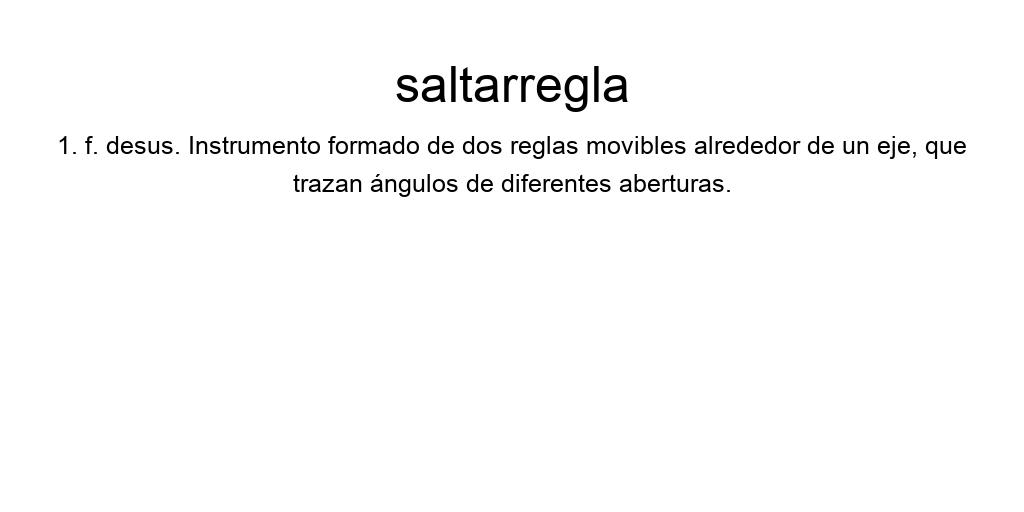 saltarregla
1. f. desus. Instrumento formado de dos reglas movibles alrededor de un eje, que
trazan ángulos de diferentes aberturas.